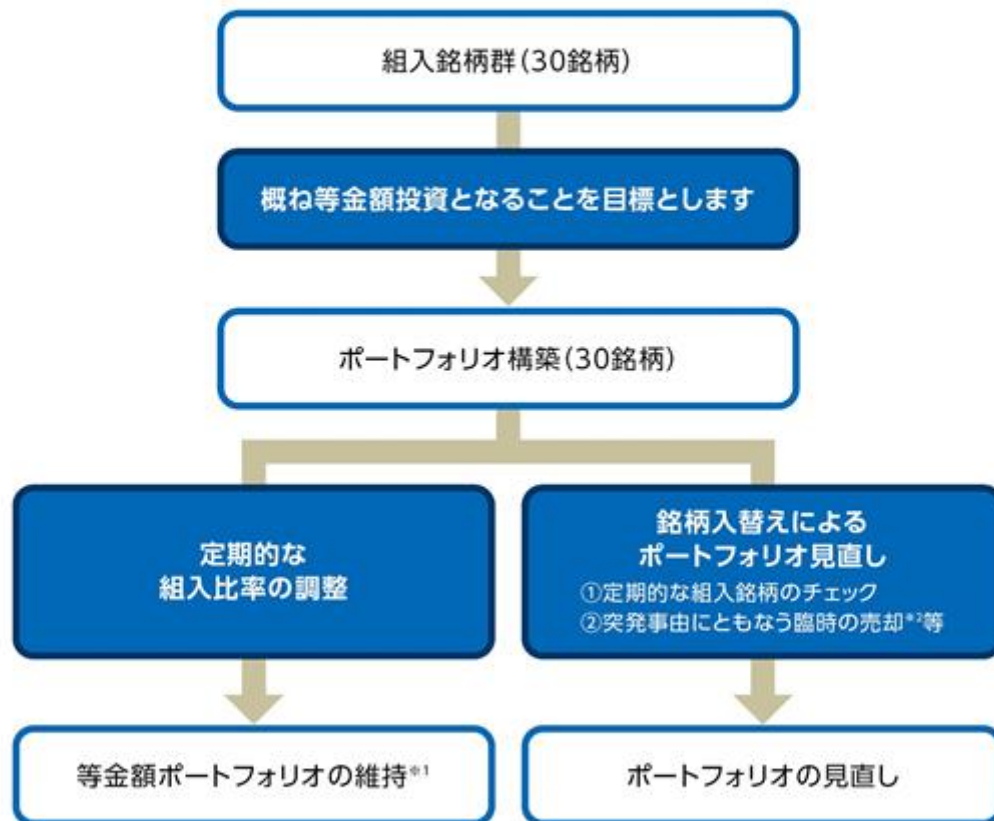 組入銘柄群(30銘柄)
概ね等金額投資となることを目標とします
ポートフォリオ構築(30銘柄)
定期的な
組入比率の調整
銘柄入替えによる
ポートフォリオ見直し
①定期的な組入銘柄のチェック
②突発事由にともなう臨時の売却※2等
等金額ポートフォリオの維持※1
ポートフォリオの見直し